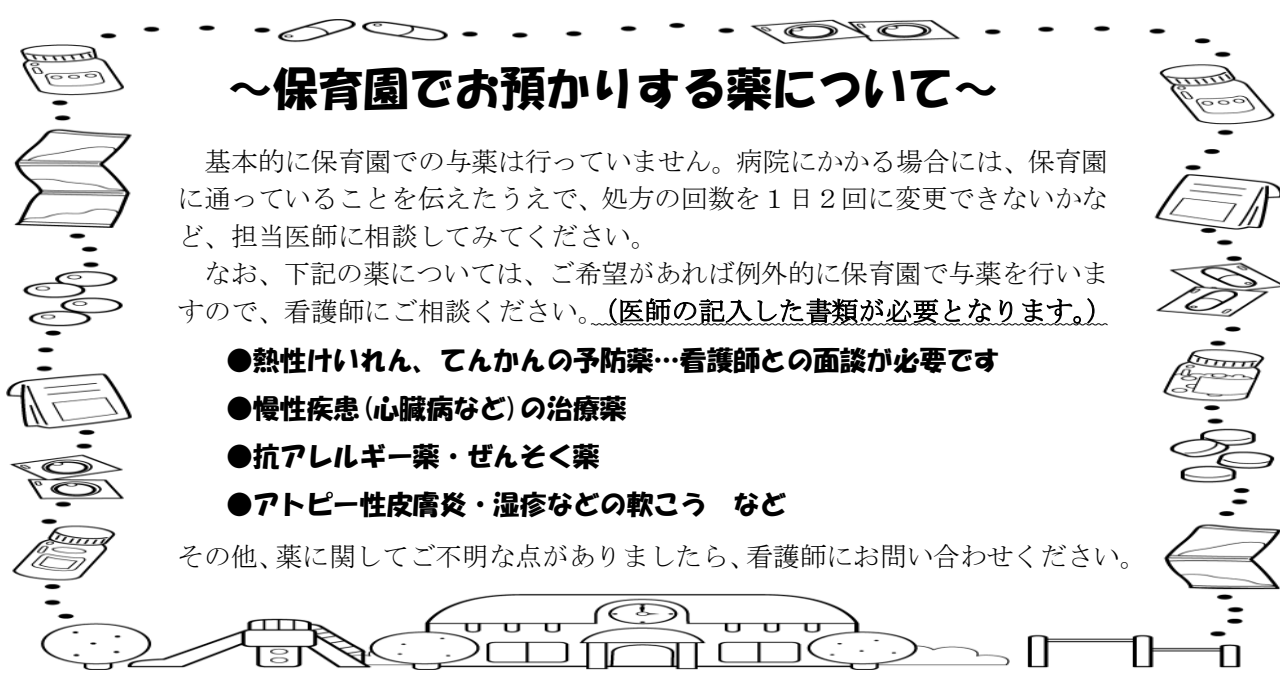 ～保育園でお預かりする薬について～
基本的に保育園での与薬は行っていません。病院にかかる場合には、保育園
に通っていることを伝えたうえで、処方の回数を１日２回に変更できないかな
ど、担当医師に相談してみてください。
なお、下記の薬については、ご希望があれば例外的に保育園で与薬を行いま
すので、看護師にご相談ください。（医師の記入した書類が必要となります。）
●熱性けいれん、てんかんの予防薬…看護師との面談が必要です
●慢性疾患(心臓病など)の治療薬
●抗アレルギー薬・ぜんそく薬
●アトピー性皮膚炎・湿疹などの軟こう　など
その他、薬に関してご不明な点がありましたら、看護師にお問い合わせください。